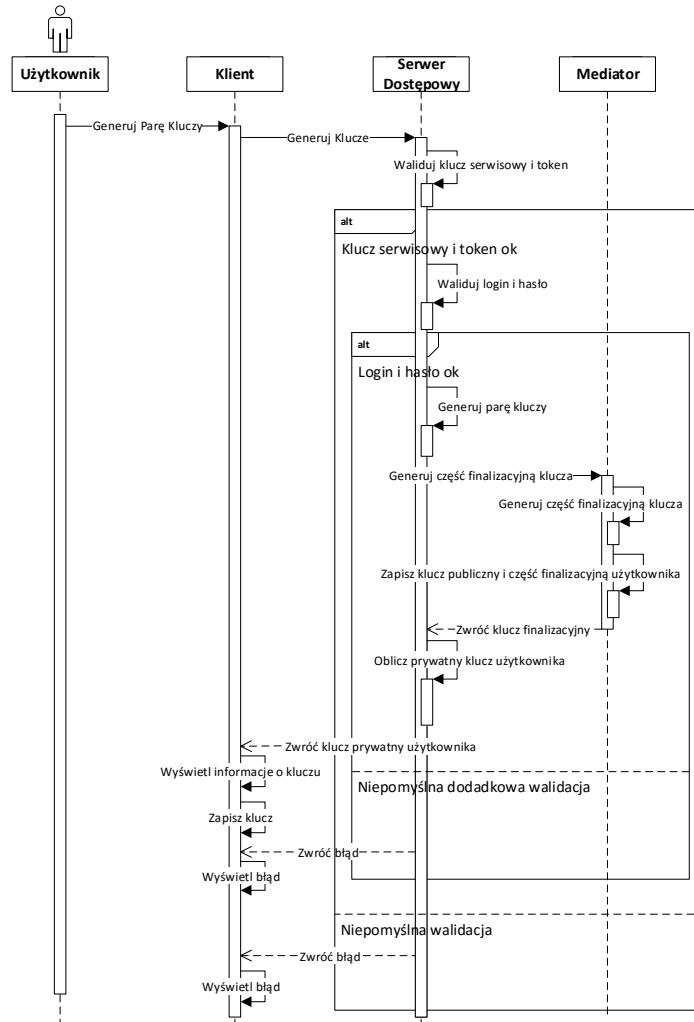 Użytkownik
Klient
Serwer
Dostępowy
Mediator
Generuj Parę Kluczy
Generuj Klucze
Waliduj klucz serwisowy i token
alt
Klucz serwisowy i token ok
Waliduj login i hasło
alt
Login i hasło ok
Generuj parę kluczy
Generuj część finalizacyjną klucza
Generuj część finalizacyjną klucza
Zapisz klucz publiczny i część finalizacyjną użytkownika
Zwróć klucz finalizacyjny
Oblicz prywatny klucz użytkownika
Zwróć klucz prywatny użytkownika
Wyświetl informacje o kluczu
Niepomyślna dodadkowa walidacja
Zapisz klucz
Zwróć błąd
Wyświetl błąd
Niepomyślna walidacja
Zwróć błąd
Wyświetl błąd